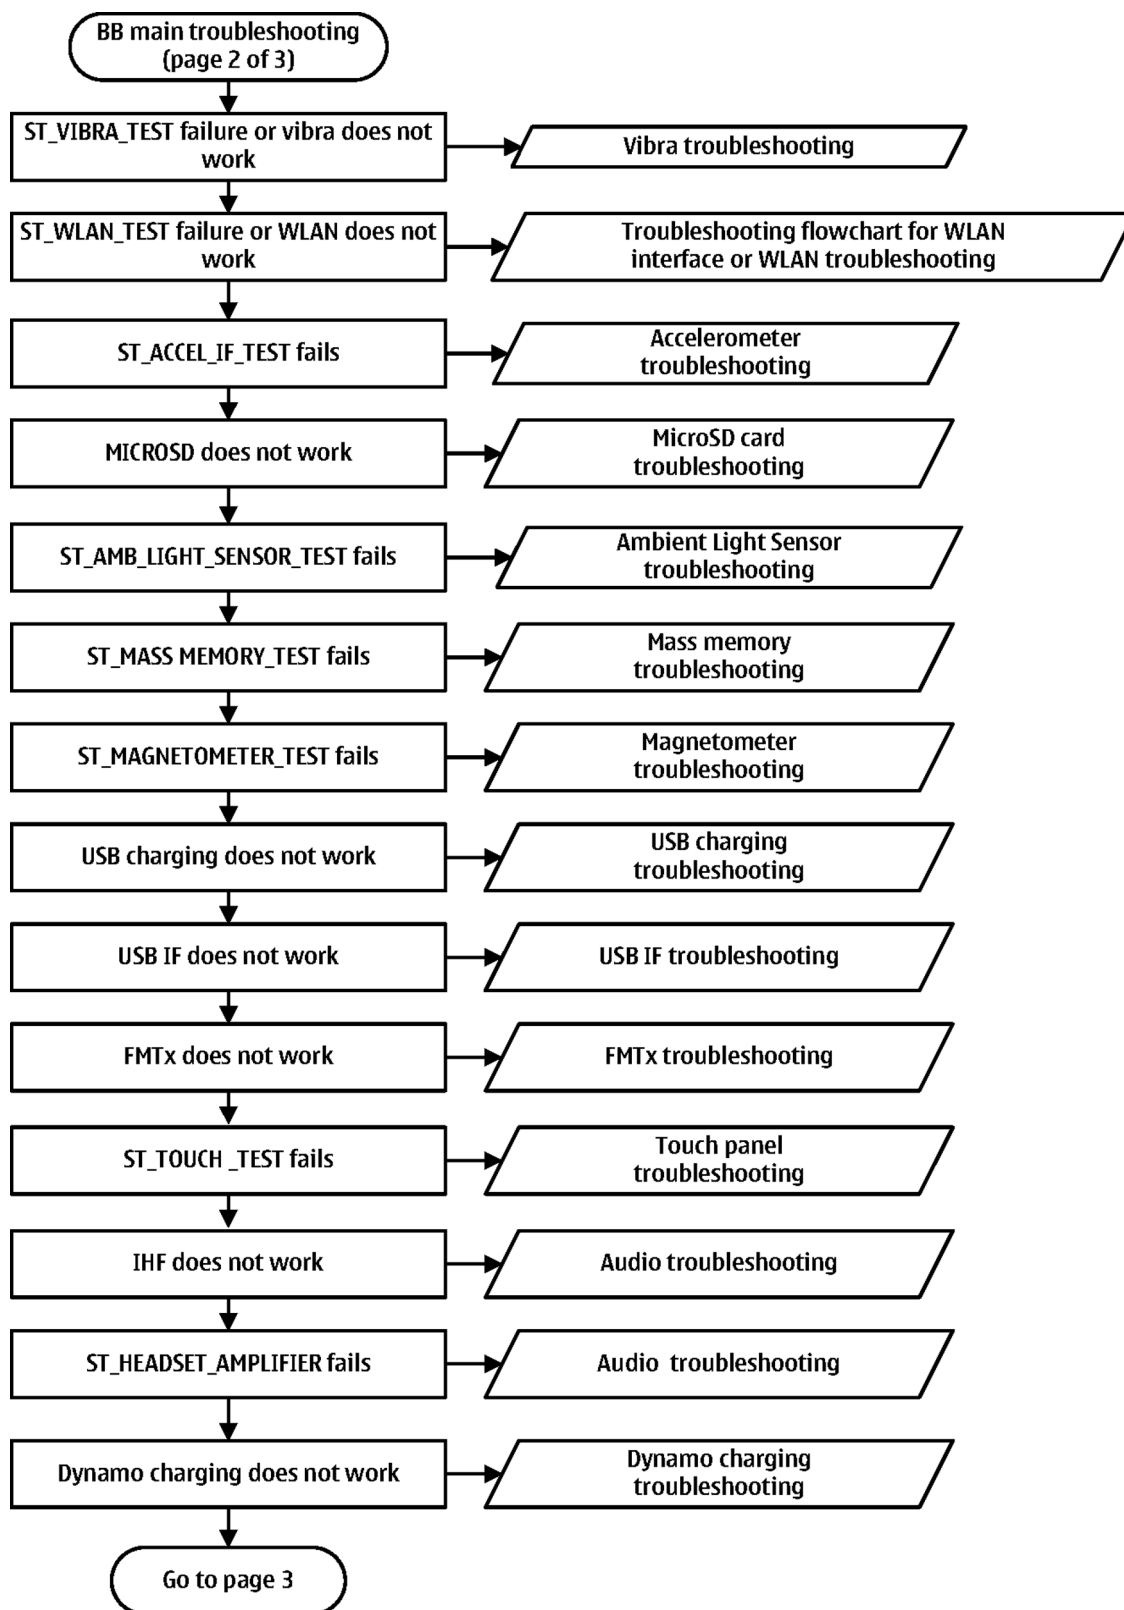 BB main troubleshooting
(page 2 of 3)
ST_VIBRA_TEST failure or vibra does not
work
Vibra troubleshooting
ST_WLAN_TEST failure or WLAN does not
work
Troubleshooting flowchart for WLAN
interface or WLAN troubleshooting
ST_ACCEL_IF_TEST fails
Accelerometer
troubleshooting
MICROSD does not work
MicroSD card
troubleshooting
ST_AMB_LIGHT_SENSOR_TEST fails
Ambient Light Sensor
troubleshooting
ST_MASS MEMORY_TEST fails
Mass memory
troubleshooting
ST_MAGNETOMETER_TEST fails
Magnetometer
troubleshooting
USB charging does not work
USB charging
troubleshooting
USB IF does not work
USB IF troubleshooting
FMTx does not work
FMTx troubleshooting
ST_TOUCH _TEST fails
Touch panel
troubleshooting
IHF does not work
Audio troubleshooting
ST_HEADSET_AMPLIFIER fails
Audio  troubleshooting
Dynamo charging does not work
Dynamo charging
troubleshooting
Go to page 3